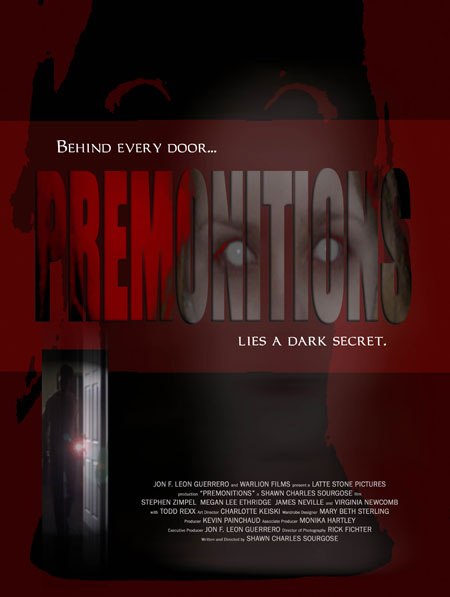 BEHIND EVERY DOOR...
PREMONITIONS
LIES A DARK SECRET.
JON F. LEON GUERRERO and WARLION FILMS present a LATTE STONE PICTURES
production "PREMONITIONS" a SHAWN CHARLES SOURGOSE film
STEPHEN ZIMPEL MEGAN LEE ETHRIDGE JAMES NEVILLE and VIRGINIA NEWCOMB
with TODD REXX Art Director CHARLOTTE KEISKI Wardrobe Designer MARY BETH STERLING
Producer KEVIN PAINCHAUD Associate Producer MONIKA HARTLEY
Executive Producer JON F. LEON GUERRERO Director of Photography RICK FICHTER
Written and Directed by SHAWN CHARLES SOURGOSE